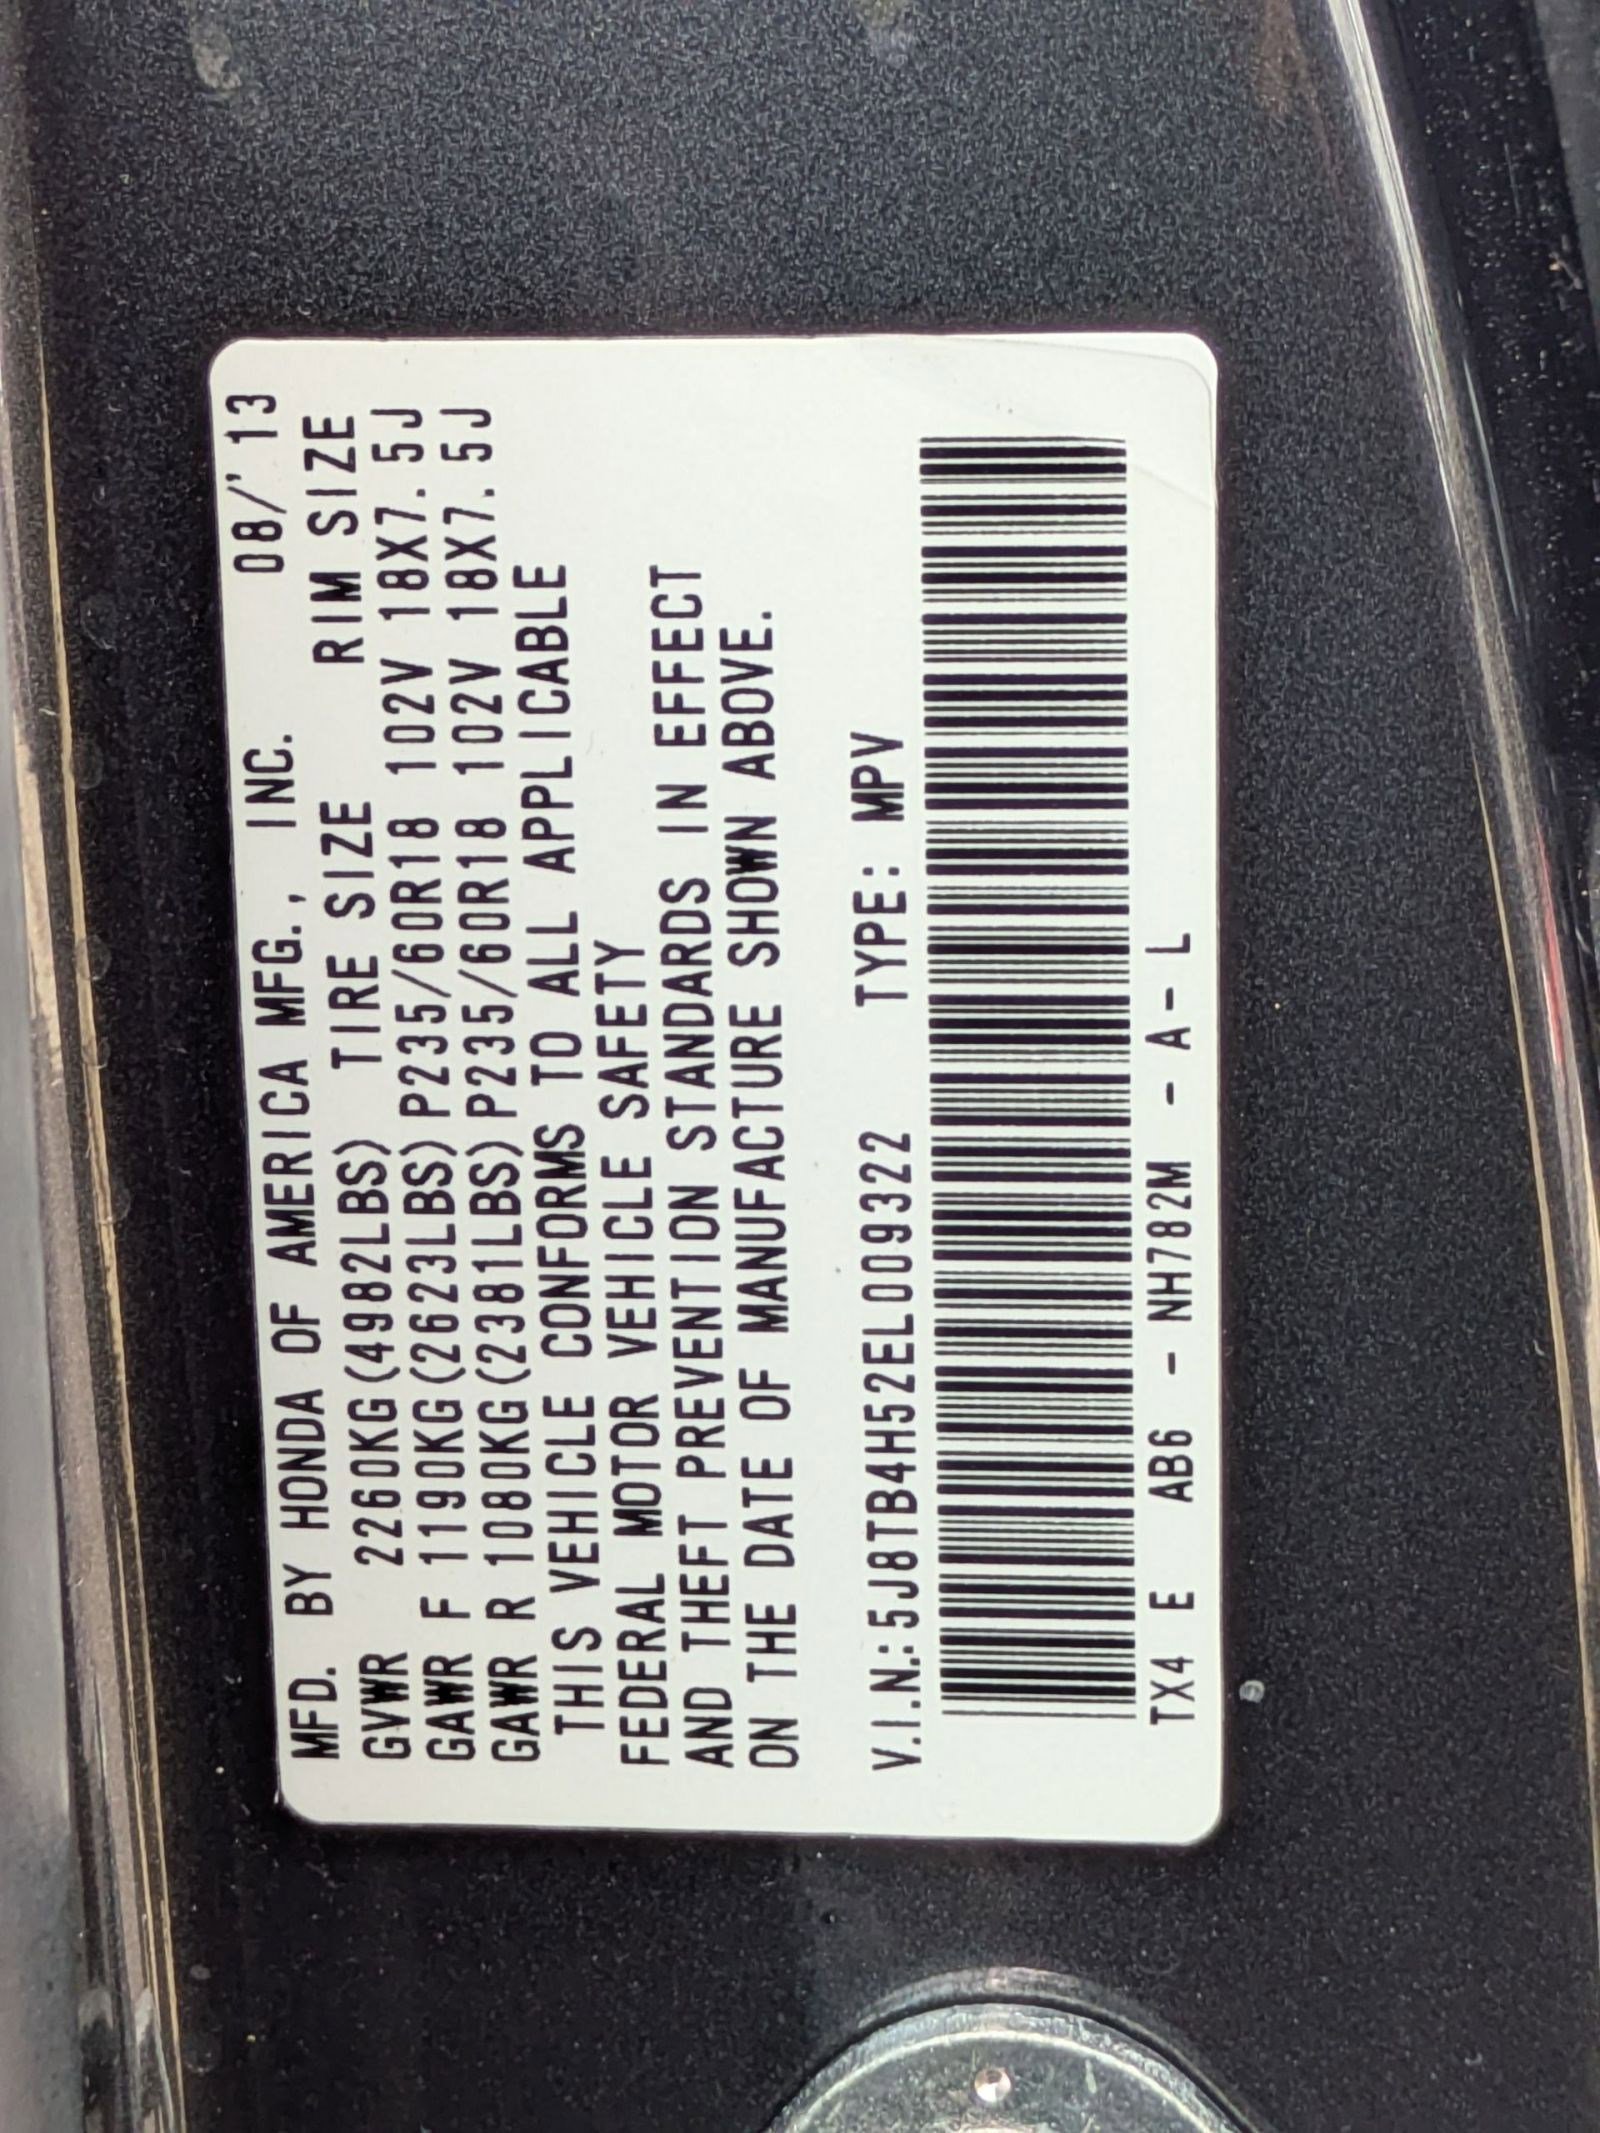 MFD. BY HONDA OF AMERICA MFG., INC. 08/'13
GVWR 2260KG(4982LBS) TIRE SIZE RIM SIZE
GAWR F 1190KG(2623LBS)P235/60R18 102V 18X7.5J
GAWR R 1080KG(2381LBS)P235/60R18 102V 18X7.5J
THIS VEHICLE CONFORMS TO ALL APPLICABLE
FEDERAL MOTOR VEHICLE SAFETY
AND THEFT PREVENTION STANDARDS IN EFFECT
ON THE DATE OF MANUFACTURE SHOWN ABOVE.
V.I.N.:5J8TB4H52EL009322 TYPE: MPV
TX4 E AB6 - NH782M - A- L